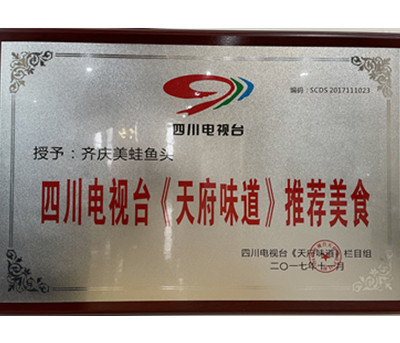 编码:SCDS 2017111023
四川电视台
授予:齐庆美蛙鱼头
四川电视台《天府味道》推荐美食
四川电视台《天府味道》栏目组
二〇一七年十一月